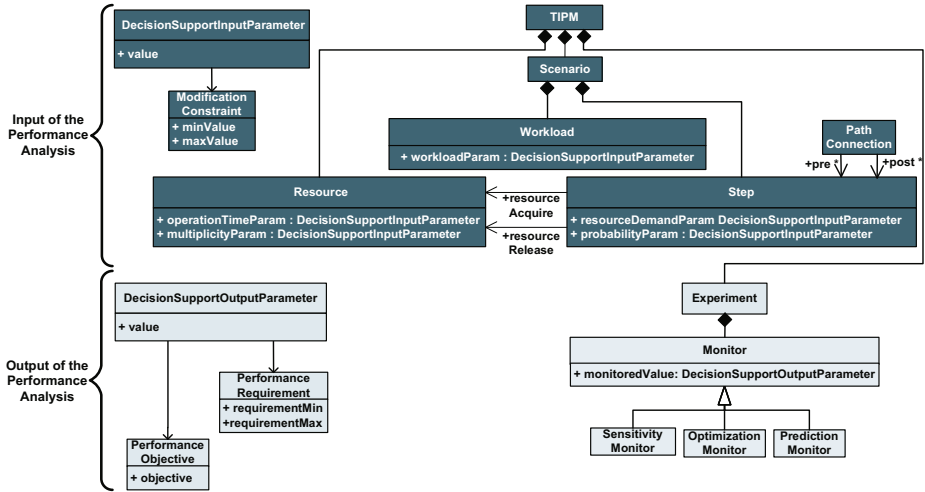 Input of the
Performance
Analysis
DecisionSupportInputParameter
+ value
Modification
Constraint
+ minValue
+ maxValue
TIPM
Scenario
Workload
+ workloadParam : DecisionSupportInputParameter
Path
Connection
+pre *
+post *
Resource
+ operationTimeParam : DecisionSupportInputParameter
+ multiplicityParam : DecisionSupportInputParameter
+resource
Acquire
+resource
Release
Step
+ resourceDemandParam DecisionSupportInputParameter
+ probabilityParam : DecisionSupportInputParameter
Output of the
Performance
Analysis
DecisionSupportOutputParameter
+ value
Performance
Requirement
+ requirementMin
+requirementMax
Performance
Objective
+ objective
Experiment
Monitor
+ monitoredValue: DecisionSupportOutputParameter
Sensitivity
Monitor
Optimization
Monitor
Prediction
Monitor